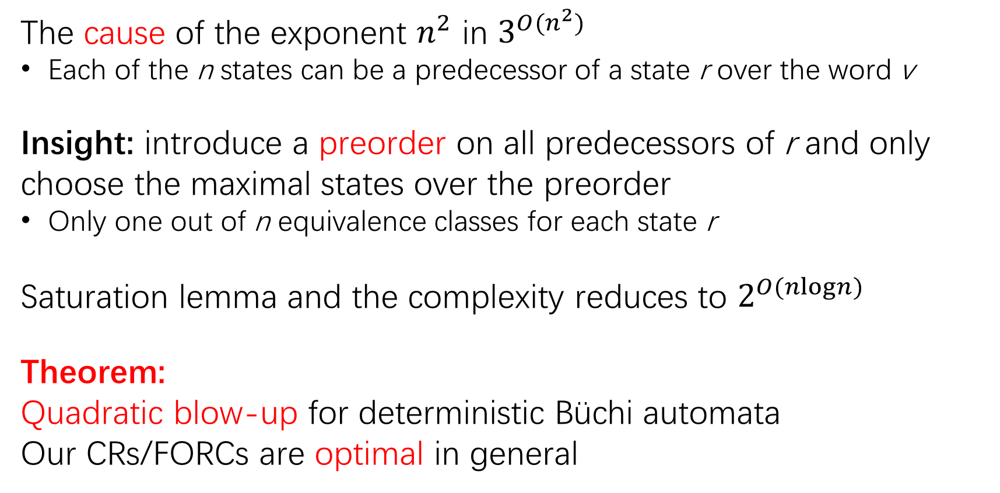 The cause of the exponent n² in 3^{O(n²)}
• Each of the n states can be a predecessor of a state r over the word v
Insight: introduce a preorder on all predecessors of r and only
choose the maximal states over the preorder
• Only one out of n equivalence classes for each state r
Saturation lemma and the complexity reduces to 2^{O(nlogn)}
Theorem:
Quadratic blow-up for deterministic Büchi automata
Our CRs/FORCs are optimal in general